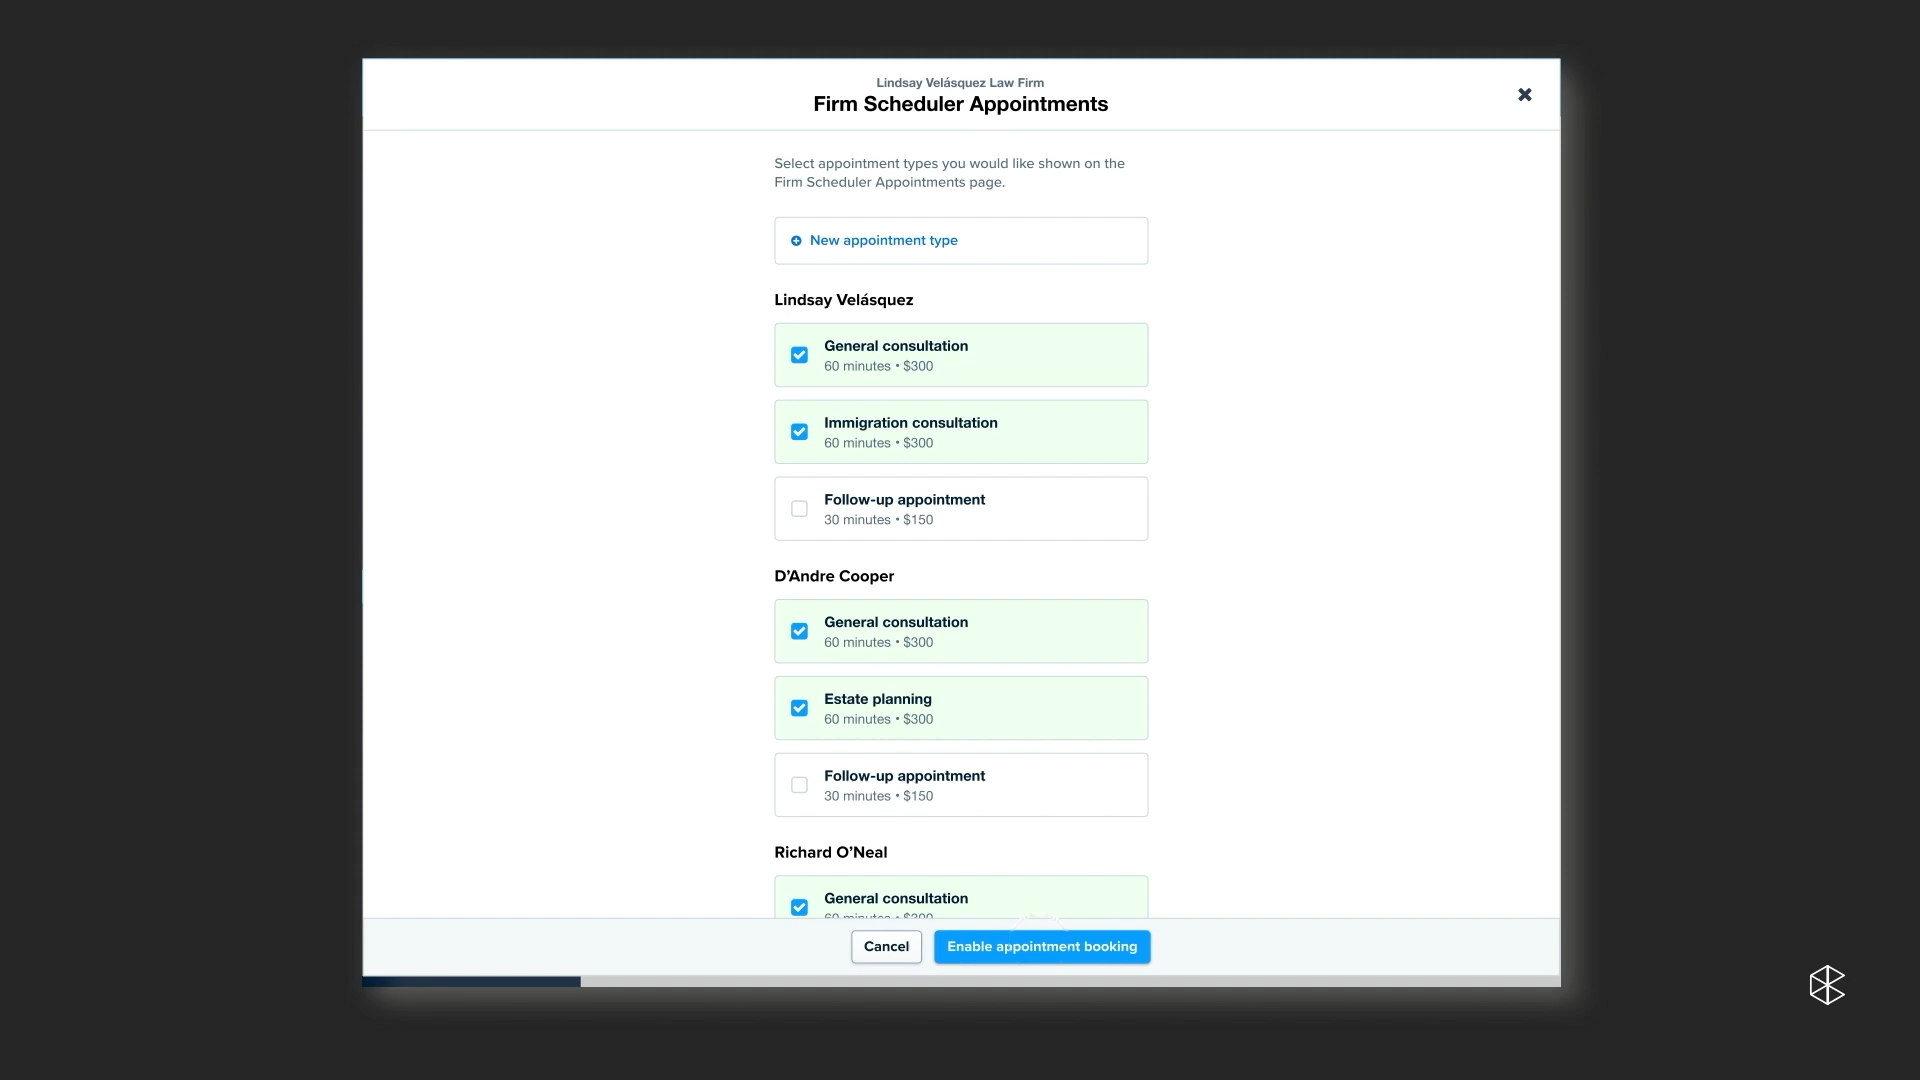 Lindsay Velásquez Law Firm
Firm Scheduler Appointments
Select appointment types you would like shown on the
Firm Scheduler Appointments page.
New appointment type
Lindsay Velásquez
General consultation
60 minutes • $300
Immigration consultation
60 minutes • $300
Follow-up appointment
30 minutes • $150
D’Andre Cooper
General consultation
60 minutes • $300
Estate planning
60 minutes • $300
Follow-up appointment
30 minutes • $150
Richard O’Neal
General consultation
60 minutes • $300
Cancel
Enable appointment booking